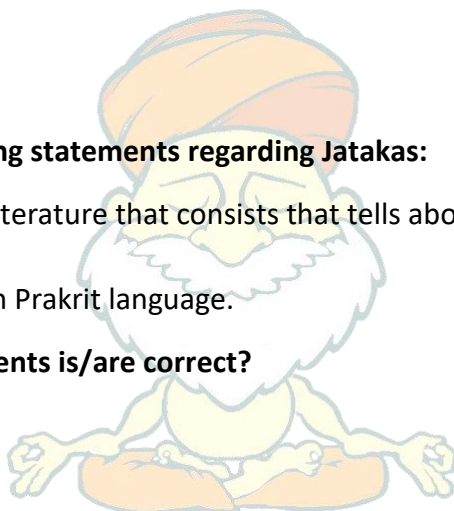 ng statements regarding Jatakas:
terature that consists that tells abo
n Prakrit language.
ents is/are correct?